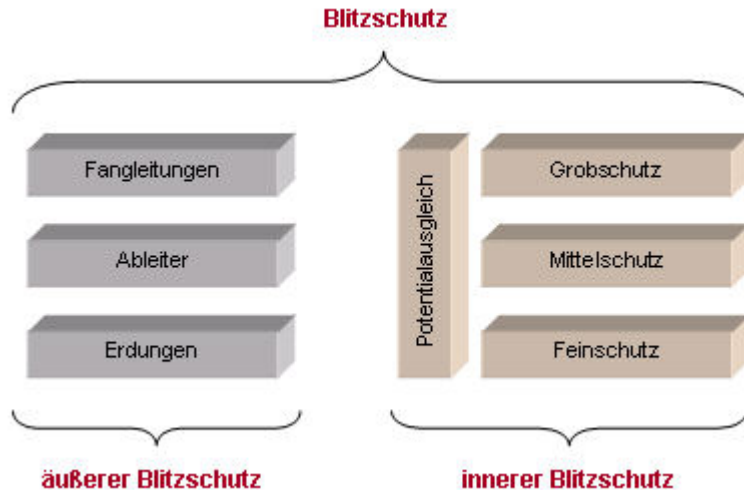 Blitzschutz
Fangleitungen
Ableiter
Erdungen
Potentialausgleich
Grobschutz
Mittelschutz
Feinschutz
äußerer Blitzschutz
innerer Blitzschutz